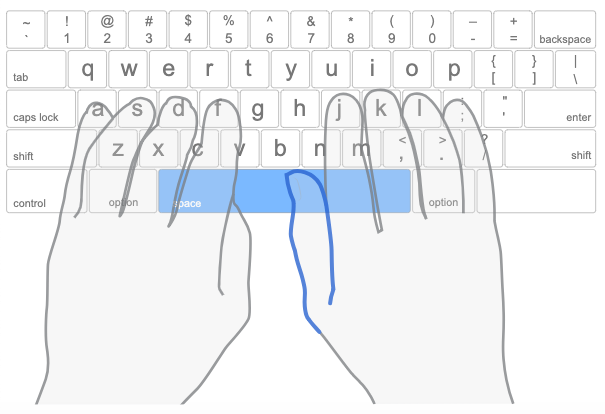 ~ ! @ # $ % ^ & * ( ) _ +
` 1 2 3 4 5 6 7 8 9 0 - = backspace
tab q w e r t y u i o p { [ } ] | \
caps lock a s d f g h j k l : ; " ' enter
shift z x c v b n m < , > . ? / shift
control option space option